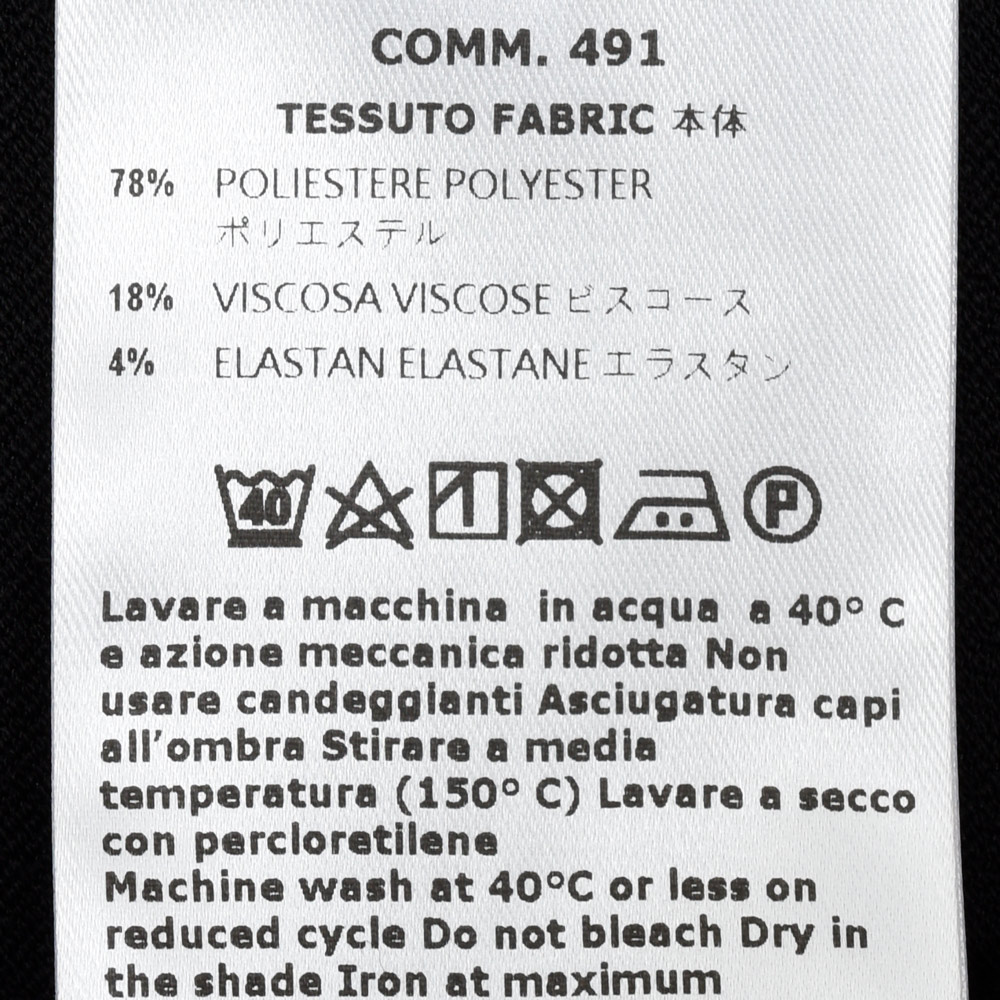 COMM. 491
TESSUTO FABRIC 本体
78% POLIESTERE POLYESTER
ポリエステル
18% VISCOSA VISCOSE ビスコース
4% ELASTAN ELASTANE エラスタン
40 P
Lavare a macchina in acqua a 40° C
e azione meccanica ridotta Non
usare candeggianti Asciugatura capi
all'ombra Stirare a media
temperatura (150° C) Lavare a secco
con percloretilene
Machine wash at 40°C or less on
reduced cycle Do not bleach Dry in
the shade Iron at maximum